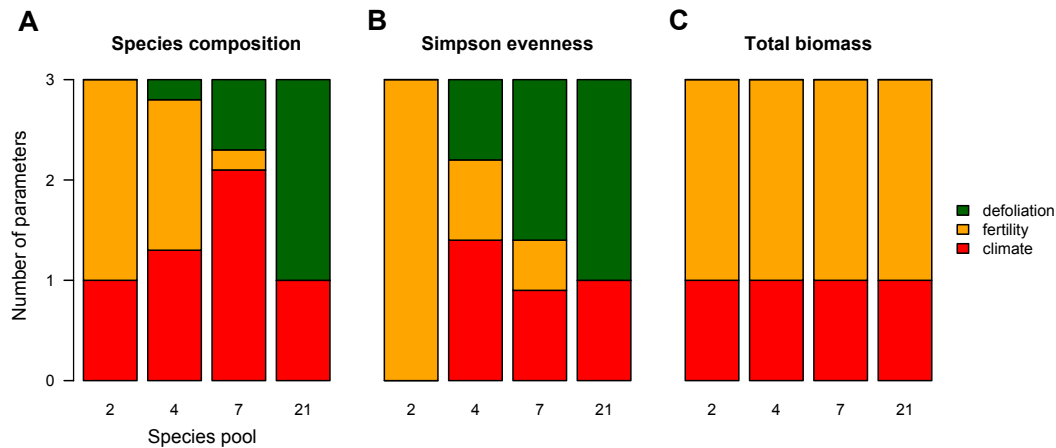 A
Species composition
B
Simpson evenness
C
Total biomass
Number of parameters
3
2
1
0
2 4 7 21
2 4 7 21
2 4 7 21
Species pool
defoliation
fertility
climate